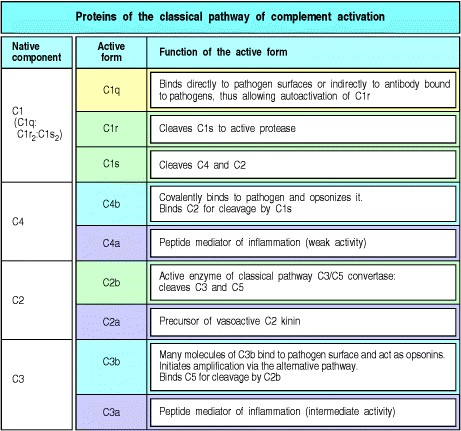 Proteins of the classical pathway of complement activation
Native
component
Active
form
Function of the active form
C1
(C1q:
C1r₂:C1s₂)
C1q
Binds directly to pathogen surfaces or indirectly to antibody bound
to pathogens, thus allowing autoactivation of C1r
C1r
Cleaves C1s to active protease
C1s
Cleaves C4 and C2
C4
C4b
Covalently binds to pathogen and opsonizes it.
Binds C2 for cleavage by C1s
C4a
Peptide mediator of inflammation (weak activity)
C2
C2b
Active enzyme of classical pathway C3/C5 convertase:
cleaves C3 and C5
C2a
Precursor of vasoactive C2 kinin
C3
C3b
Many molecules of C3b bind to pathogen surface and act as opsonins.
Initiates amplification via the alternative pathway.
Binds C5 for cleavage by C2b
C3a
Peptide mediator of inflammation (intermediate activity)